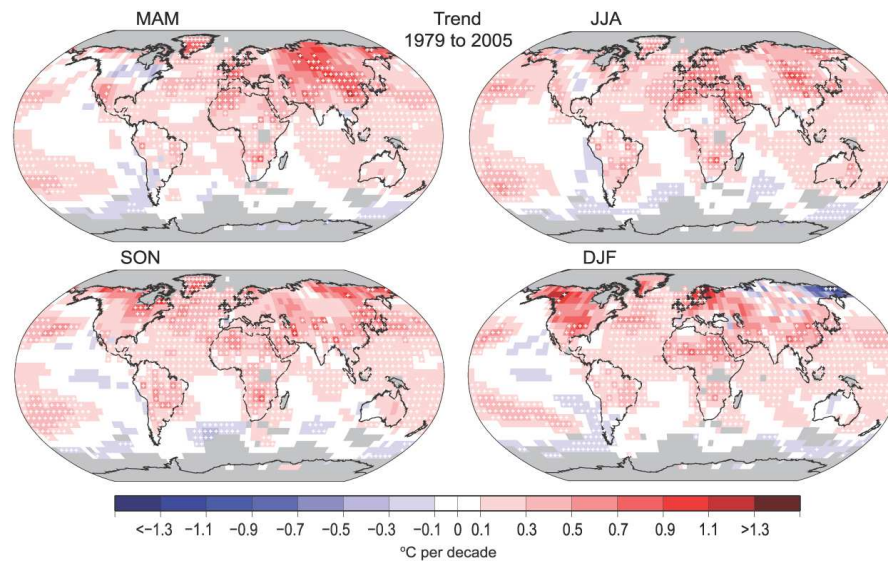 MAM
Trend
1979 to 2005
JJA
SON
DJF
<−1.3 −1.1 −0.9 −0.7 −0.5 −0.3 −0.1 0 0.1 0.3 0.5 0.7 0.9 1.1 >1.3
ºC per decade